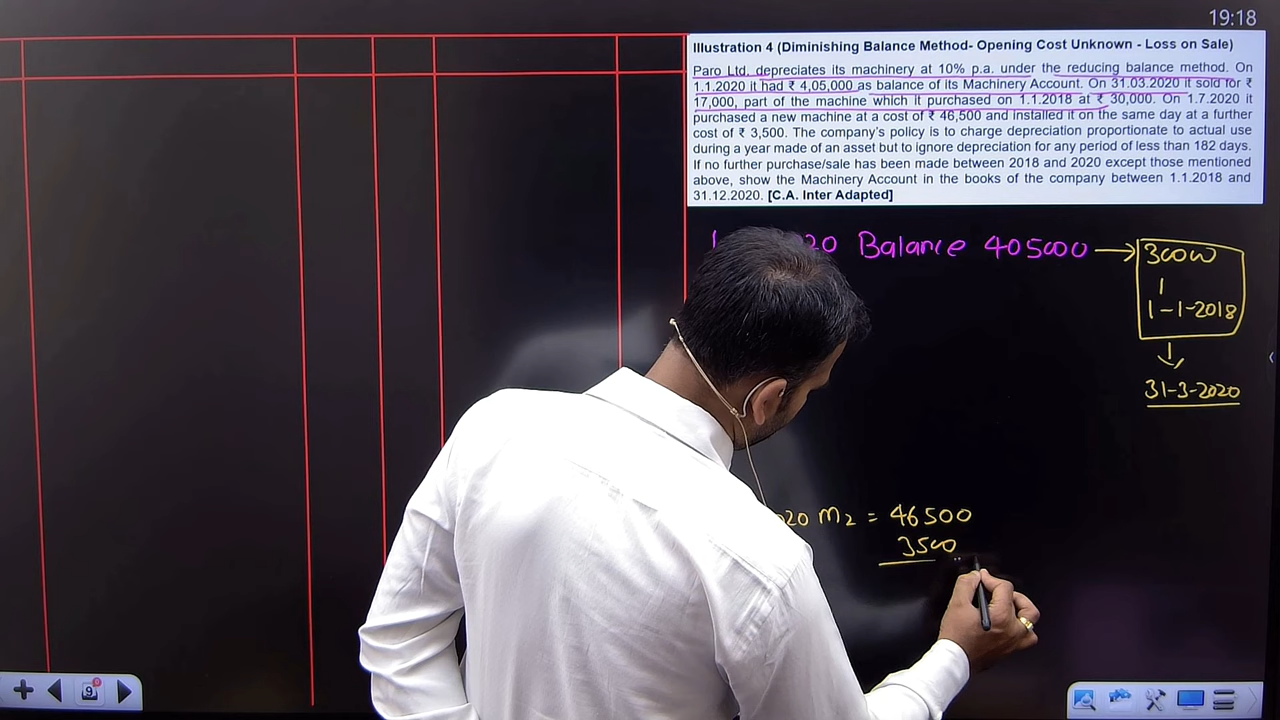 19:18
Illustration 4 (Diminishing Balance Method- Opening Cost Unknown - Loss on Sale)
Paro Ltd. depreciates its machinery at 10% p.a. under the reducing balance method. On
1.1.2020 it had ₹ 4,05,000 as balance of its Machinery Account. On 31.03.2020 it sold for ₹
17,000, part of the machine which it purchased on 1.1.2018 at ₹ 30,000. On 1.7.2020 it
purchased a new machine at a cost of ₹ 46,500 and installed it on the same day at a further
cost of ₹ 3,500. The company's policy is to charge depreciation proportionate to actual use
during a year made of an asset but to ignore depreciation for any period of less than 182 days.
If no further purchase/sale has been made between 2018 and 2020 except those mentioned
above, show the Machinery Account in the books of the company between 1.1.2018 and
31.12.2020. [C.A. Inter Adapted]
20 Balance 405000 → 30000
1-1-2018
31-3-2020
020 M2 = 46500
3500
9